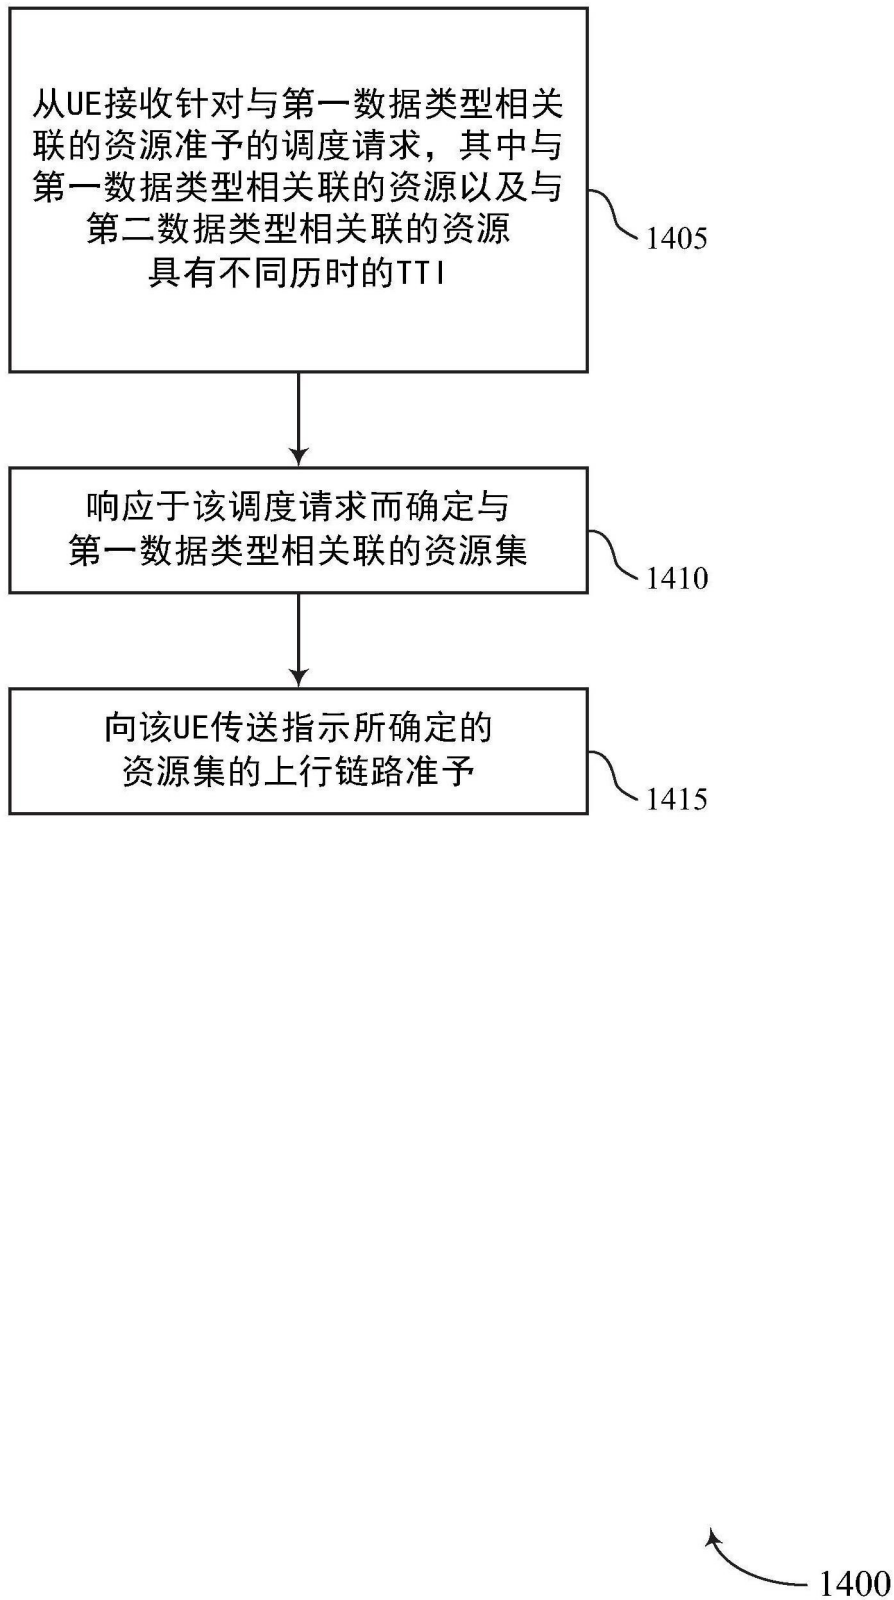 从UE接收针对与第一数据类型相关
联的资源准予的调度请求，其中与
第一数据类型相关联的资源以及与
第二数据类型相关联的资源
具有不同历时的TTI
1405
响应于该调度请求而确定与
第一数据类型相关联的资源集
1410
向该UE传送指示所确定的
资源集的上行链路准予
1415
1400